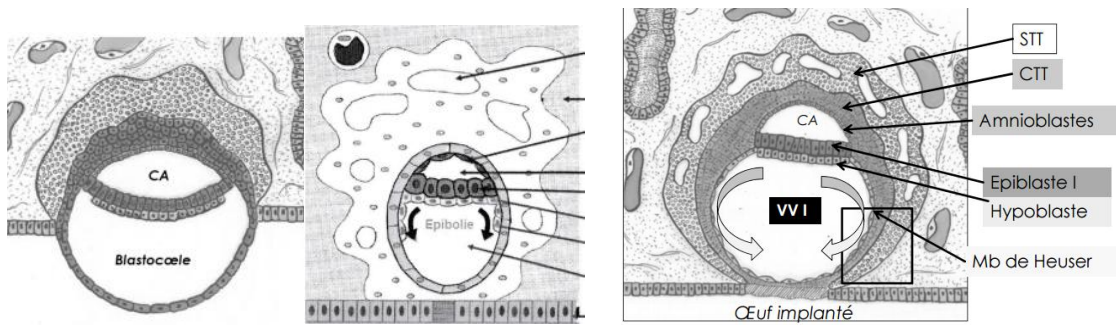 CA
Blastocœle
Epibolie
STT
CTT
CA
Amnioblastes
Epiblaste I
Hypoblaste
VV I
Mb de Heuser
Œuf implanté